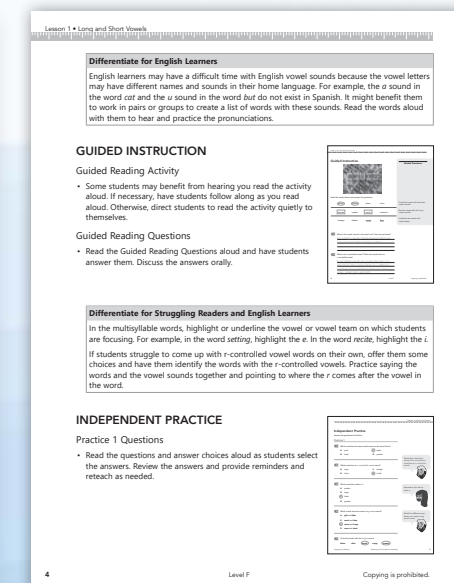 Lesson 1 • Long and Short Vowels
Differentiate for English Learners
English learners may have a difficult time with English vowel sounds because the vowel letters
may have different names and sounds in their home language. For example, the a sound in
the word cat and the u sound in the word but do not exist in Spanish. It might benefit them
to work in pairs or groups to create a list of words with these sounds. Read the words aloud
with them to hear and practice the pronunciations.
GUIDED INSTRUCTION
Guided Reading Activity
• Some students may benefit from hearing you read the activity
aloud. If necessary, have students follow along as you read
aloud. Otherwise, direct students to read the activity quietly to
themselves.
Guided Reading Questions
• Read the Guided Reading Questions aloud and have students
answer them. Discuss the answers orally.
Guided Instruction
Differentiate for Struggling Readers and English Learners
In the multisyllable words, highlight or underline the vowel or vowel team on which students
are focusing. For example, in the word setting, highlight the e. In the word recite, highlight the i.
If students struggle to come up with r-controlled vowel words on their own, offer them some
choices and have them identify the words with the r-controlled vowels. Practice saying the
words and the vowel sounds together and pointing to where the r comes after the vowel in
the word.
INDEPENDENT PRACTICE
Practice 1 Questions
• Read the questions and answer choices aloud as students select
the answers. Review the answers and provide reminders and
reteach as needed.
Independent Practice
4
Level F
Copying is prohibited.